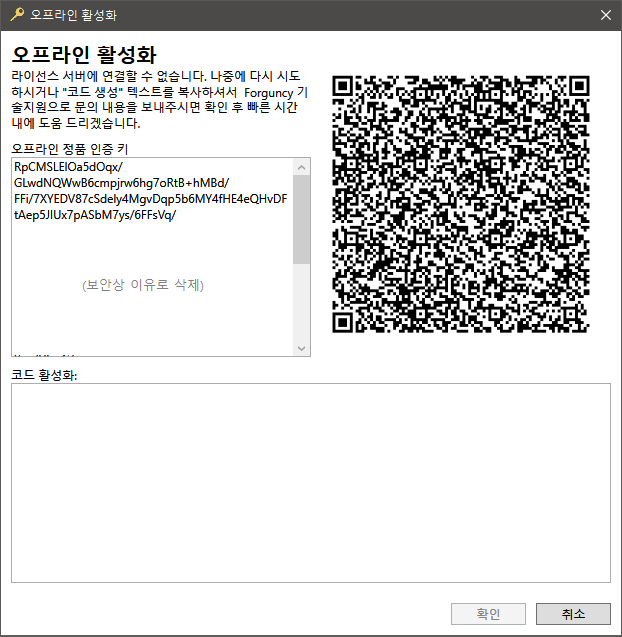 오프라인 활성화
오프라인 활성화
라이선스 서버에 연결할 수 없습니다. 나중에 다시 시도
하시거나 "코드 생성" 텍스트를 복사하셔서  Forguncy 기
술지원으로 문의 내용을 보내주시면 확인 후 빠른 시간
내에 도움 드리겠습니다.
오프라인 정품 인증 키
RpCMSLEIOa5dOqx/
GLwdNQWwB6cmpjrw6hg7oRtB+hMBd/
FFi/7XYEDV87cSdeIy4MgvDqp5b6MY4fHE4eQHvDF
tAep5JIUx7pASbM7ys/6FFsVq/
(보안상 이유로 삭제)
코드 활성화:
확인
취소